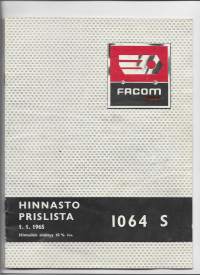 FACOM
HINNASTO
PRISLISTA
1. 1. 1965
1064 S